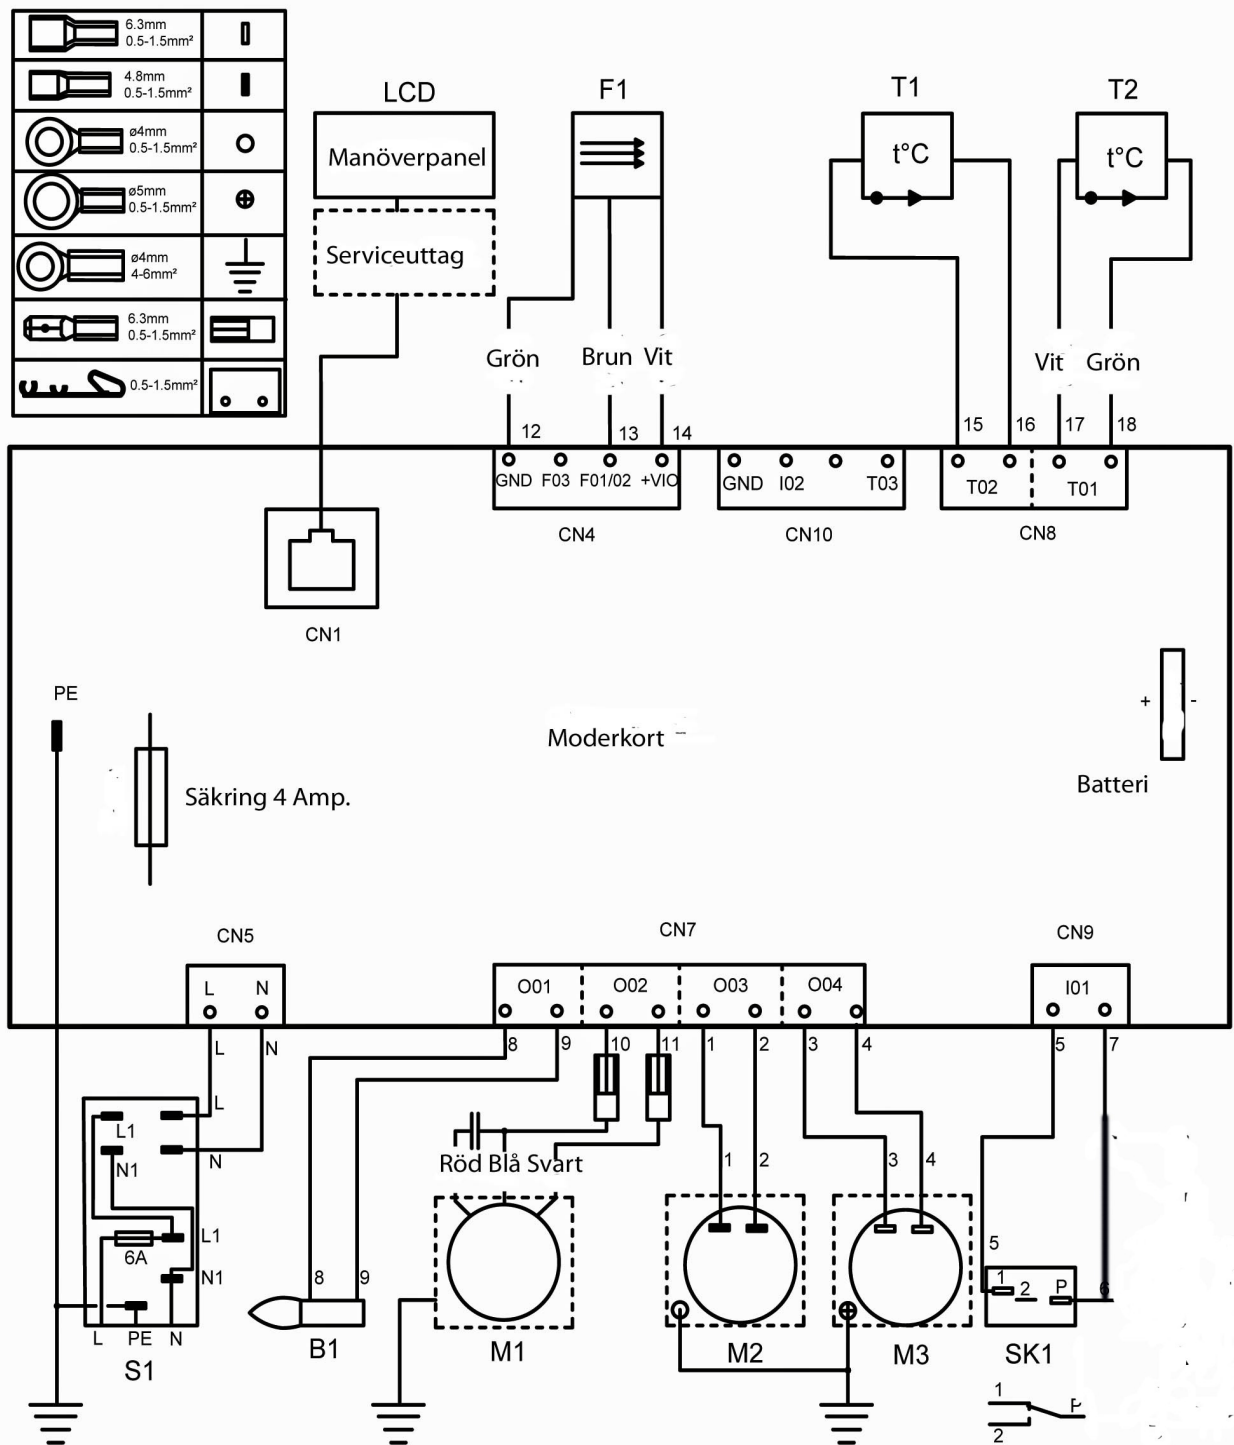 6.3mm
0.5-1.5mm²
4.8mm
0.5-1.5mm²
ø4mm
0.5-1.5mm²
ø5mm
0.5-1.5mm²
ø4mm
4-6mm²
6.3mm
0.5-1.5mm²
0.5-1.5mm²
LCD
F1
T1
T2
Manöverpanel
t°C
t°C
Serviceuttag
Grön
Brun
Vit
Vit
Grön
12
13
14
15
16
17
18
GND F03 F01/02 +VIO
GND I02 T03
T02
T01
CN4
CN10
CN8
CN1
PE
+ -
Moderkort
Säkring 4 Amp.
Batteri
CN5
CN7
CN9
L N
O01
O02
O03
O04
I01
L N
8 9 10 11 1 2 3 4
5 7
L
L1
N
N1
Röd Blå Svart
1 2
3 4
L1
6A
N1
8 9
5
1 2 P 6
L PE N
S1
B1
M1
M2
M3
SK1
1
P
2